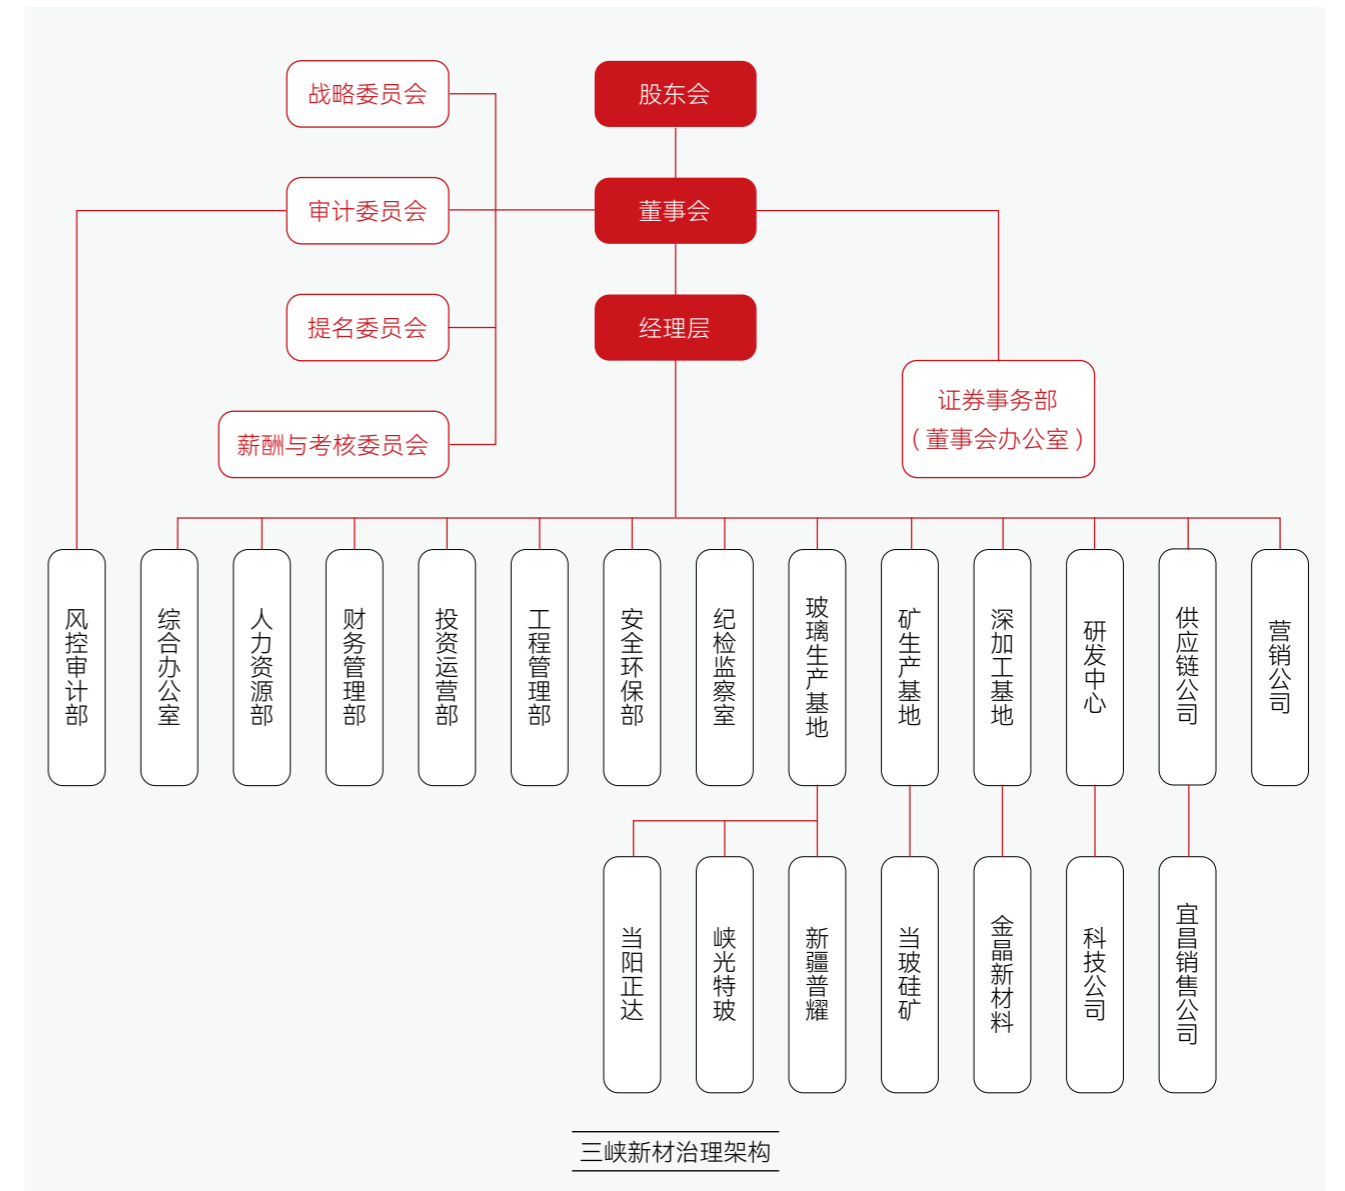 战略委员会
股东会
审计委员会
董事会
提名委员会
经理层
证券事务部
（董事会办公室）
薪酬与考核委员会
风控审计部
综合办公室
人力资源部
财务管理部
投资运营部
工程管理部
安全环保部
纪检监察室
玻璃生产基地
矿生产基地
深加工基地
研发中心
供应链公司
营销公司
当阳正达
峡光特玻
新疆普耀
当玻硅矿
金晶新材料
科技公司
宜昌销售公司
三峡新材治理架构